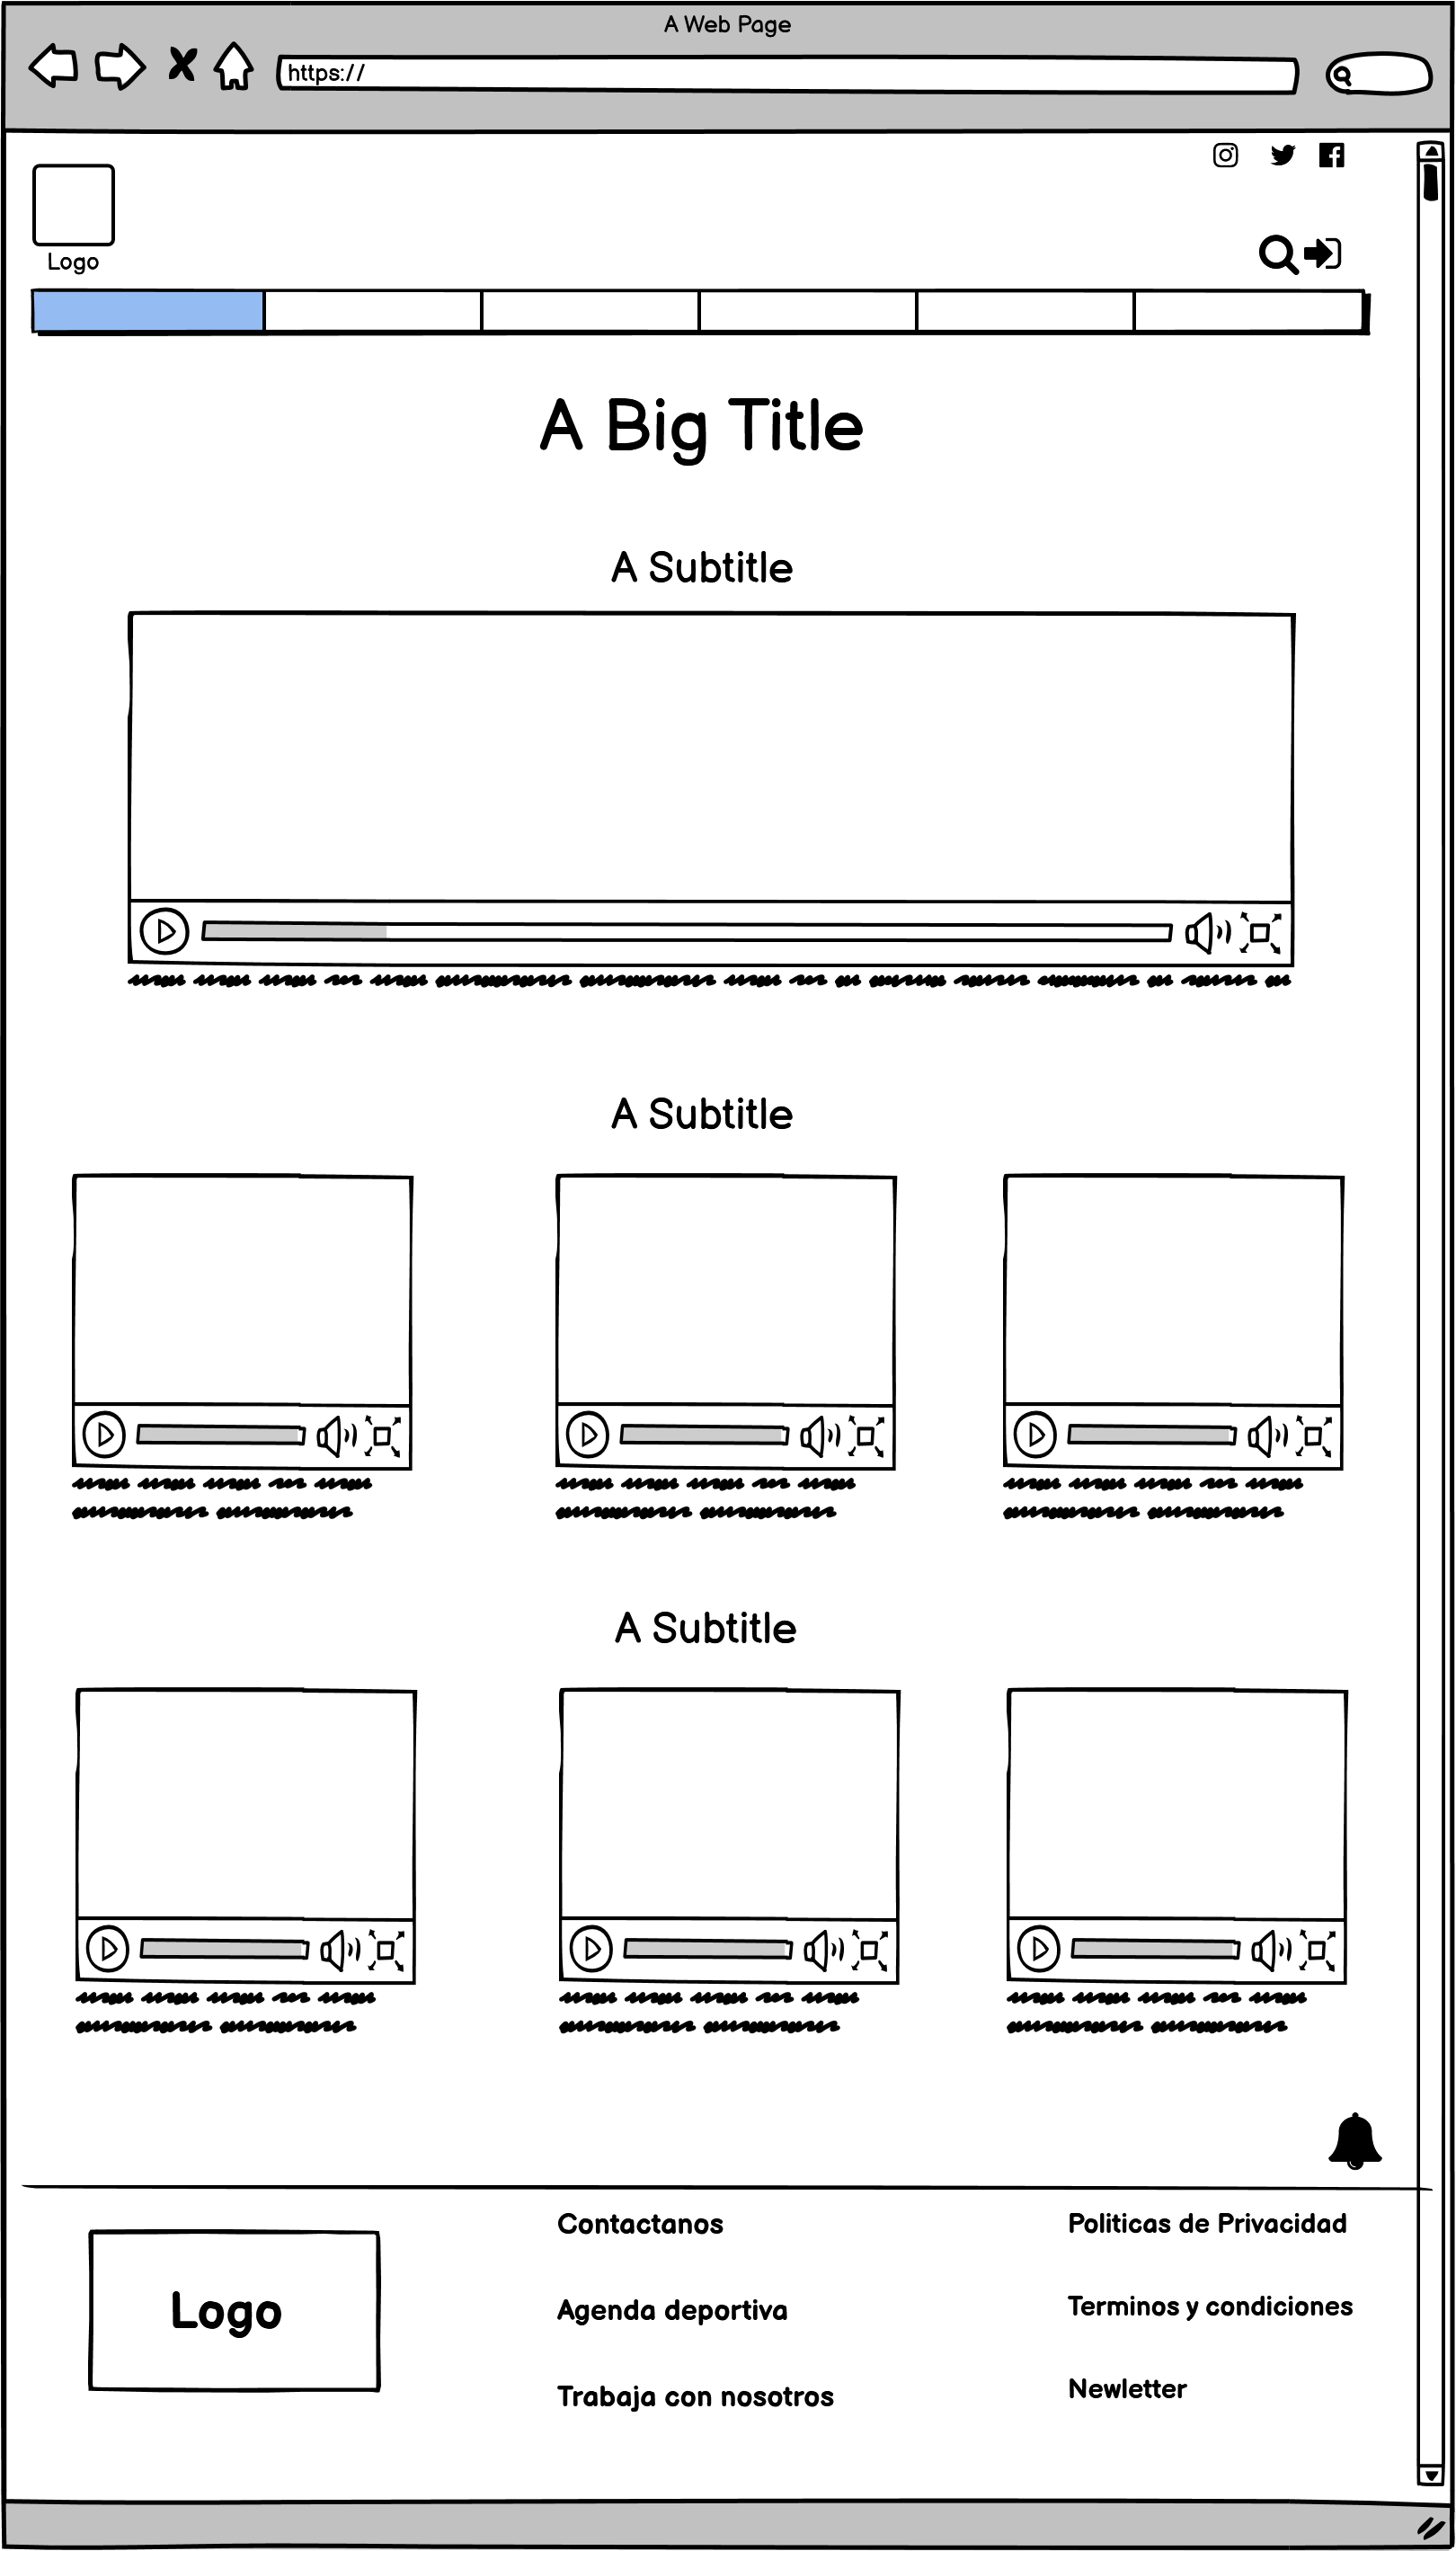 A Web Page
https://
Logo
A Big Title
A Subtitle
A Subtitle
A Subtitle
Logo
Contactanos
Agenda deportiva
Trabaja con nosotros
Politicas de Privacidad
Terminos y condiciones
Newletter